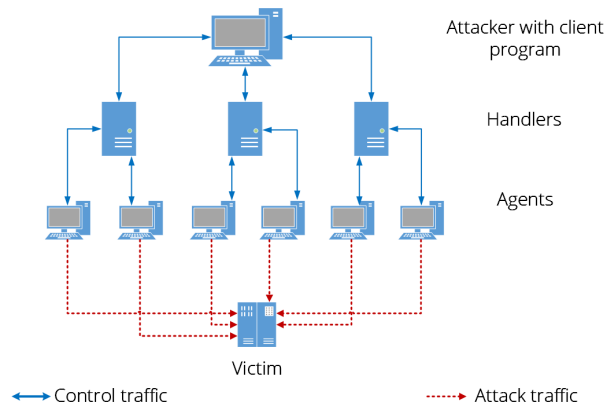 Attacker with client
program
Handlers
Agents
Victim
Control traffic
Attack traffic